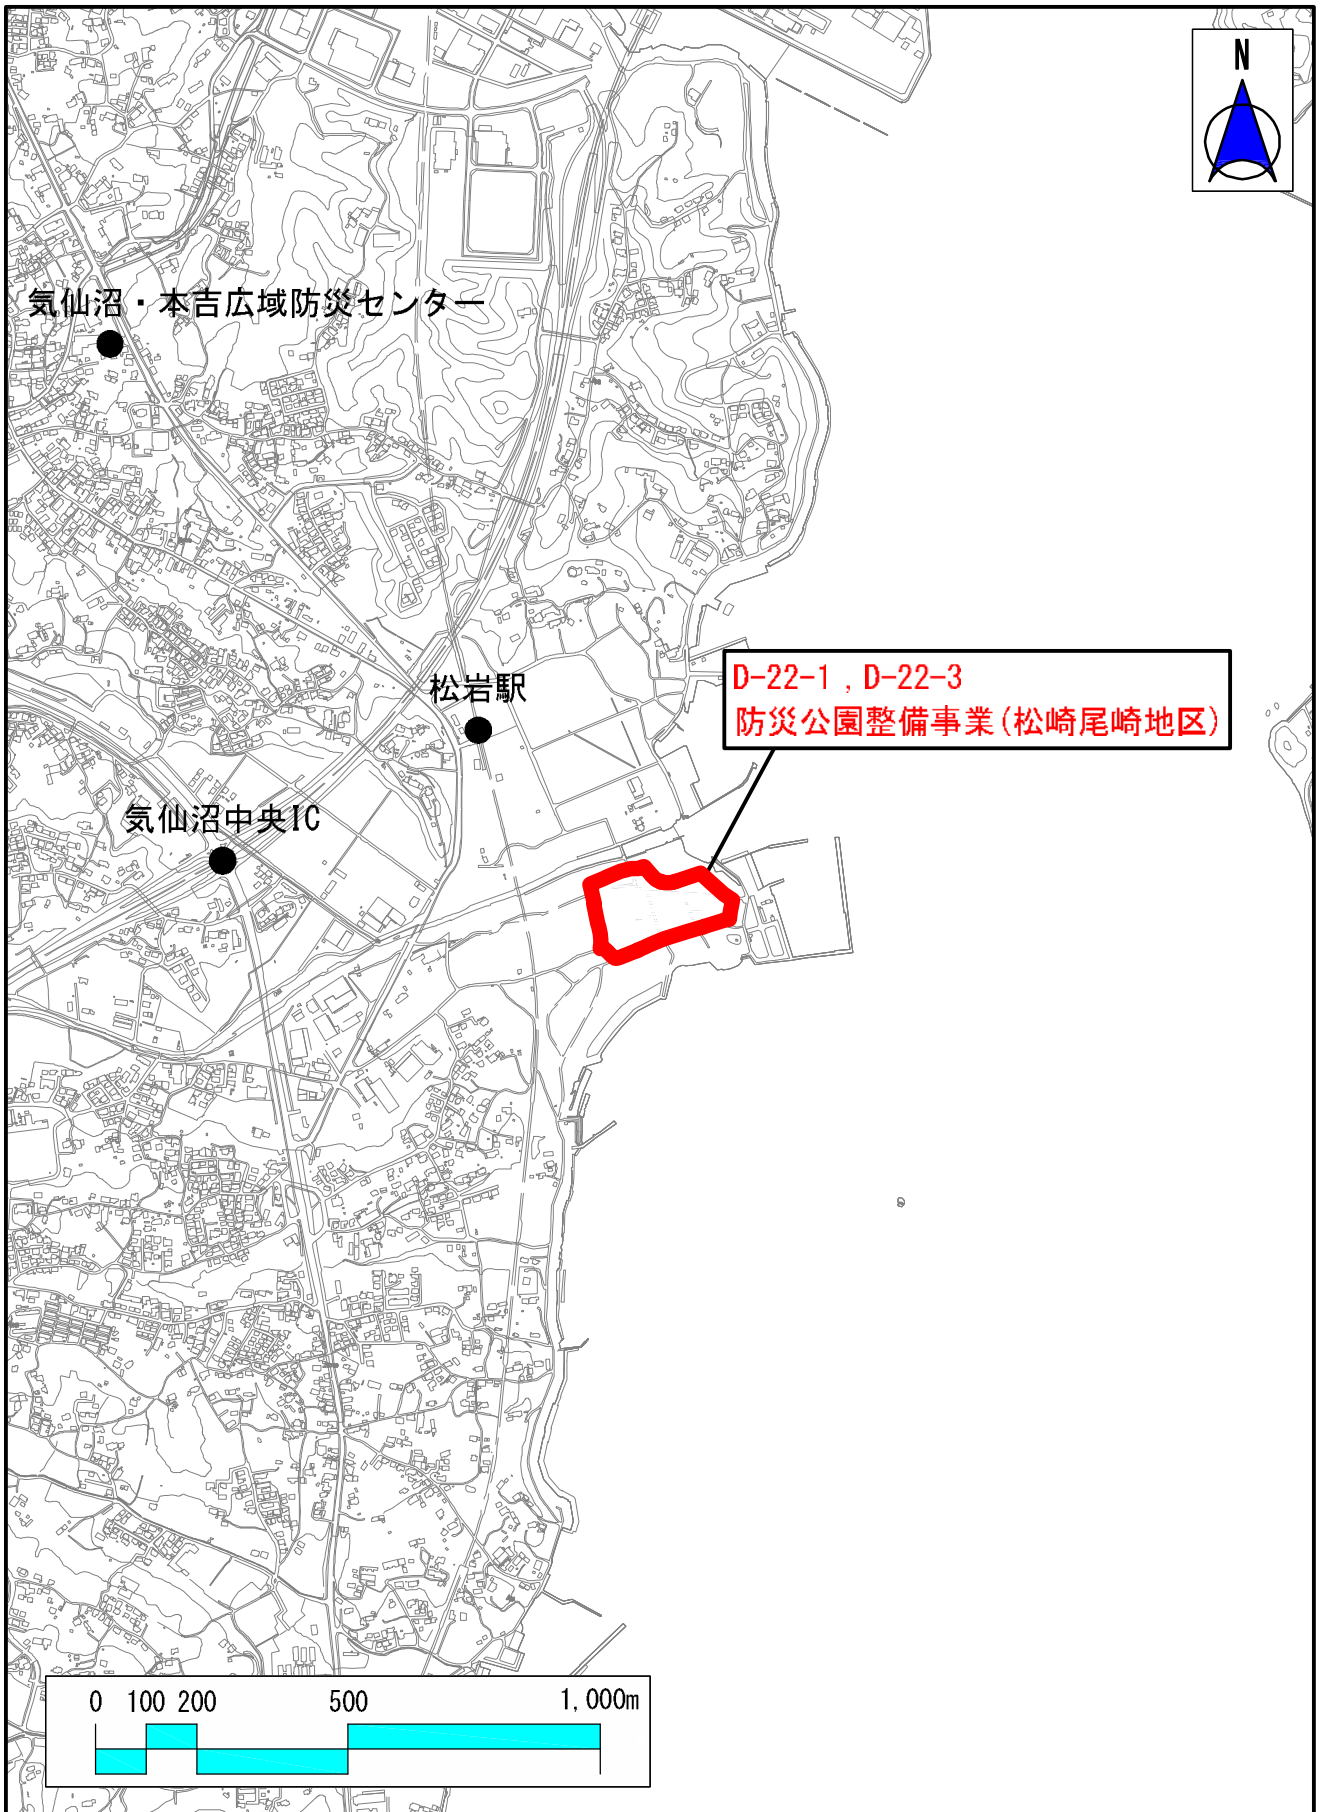 N
気仙沼・本吉広域防災センター
松岩駅
D-22-1 , D-22-3
防災公園整備事業(松崎尾崎地区)
気仙沼中央IC
0 100 200 500 1,000m